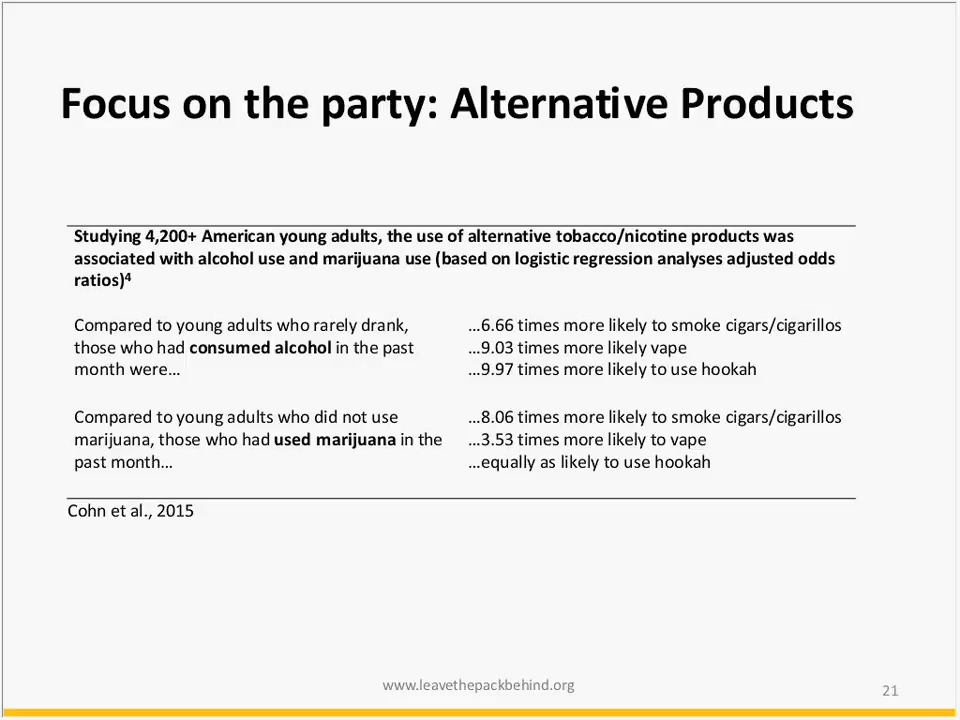 Focus on the party: Alternative Products
Studying 4,200+ American young adults, the use of alternative tobacco/nicotine products was
associated with alcohol use and marijuana use (based on logistic regression analyses adjusted odds
ratios)⁴
Compared to young adults who rarely drank,
those who had consumed alcohol in the past
month were…
…6.66 times more likely to smoke cigars/cigarillos
…9.03 times more likely vape
…9.97 times more likely to use hookah
Compared to young adults who did not use
marijuana, those who had used marijuana in the
past month…
…8.06 times more likely to smoke cigars/cigarillos
…3.53 times more likely to vape
…equally as likely to use hookah
Cohn et al., 2015
www.leavethepackbehind.org
21